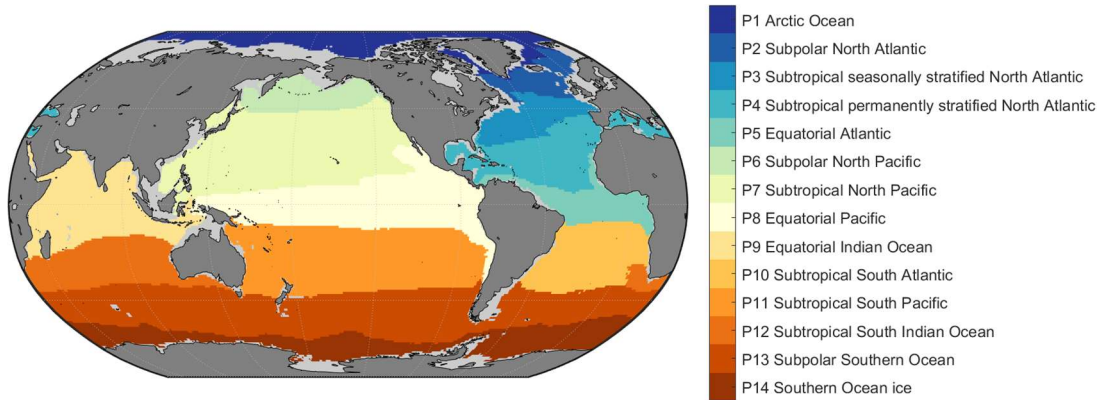 P1 Arctic Ocean
P2 Subpolar North Atlantic
P3 Subtropical seasonally stratified North Atlantic
P4 Subtropical permanently stratified North Atlantic
P5 Equatorial Atlantic
P6 Subpolar North Pacific
P7 Subtropical North Pacific
P8 Equatorial Pacific
P9 Equatorial Indian Ocean
P10 Subtropical South Atlantic
P11 Subtropical South Pacific
P12 Subtropical South Indian Ocean
P13 Subpolar Southern Ocean
P14 Southern Ocean ice